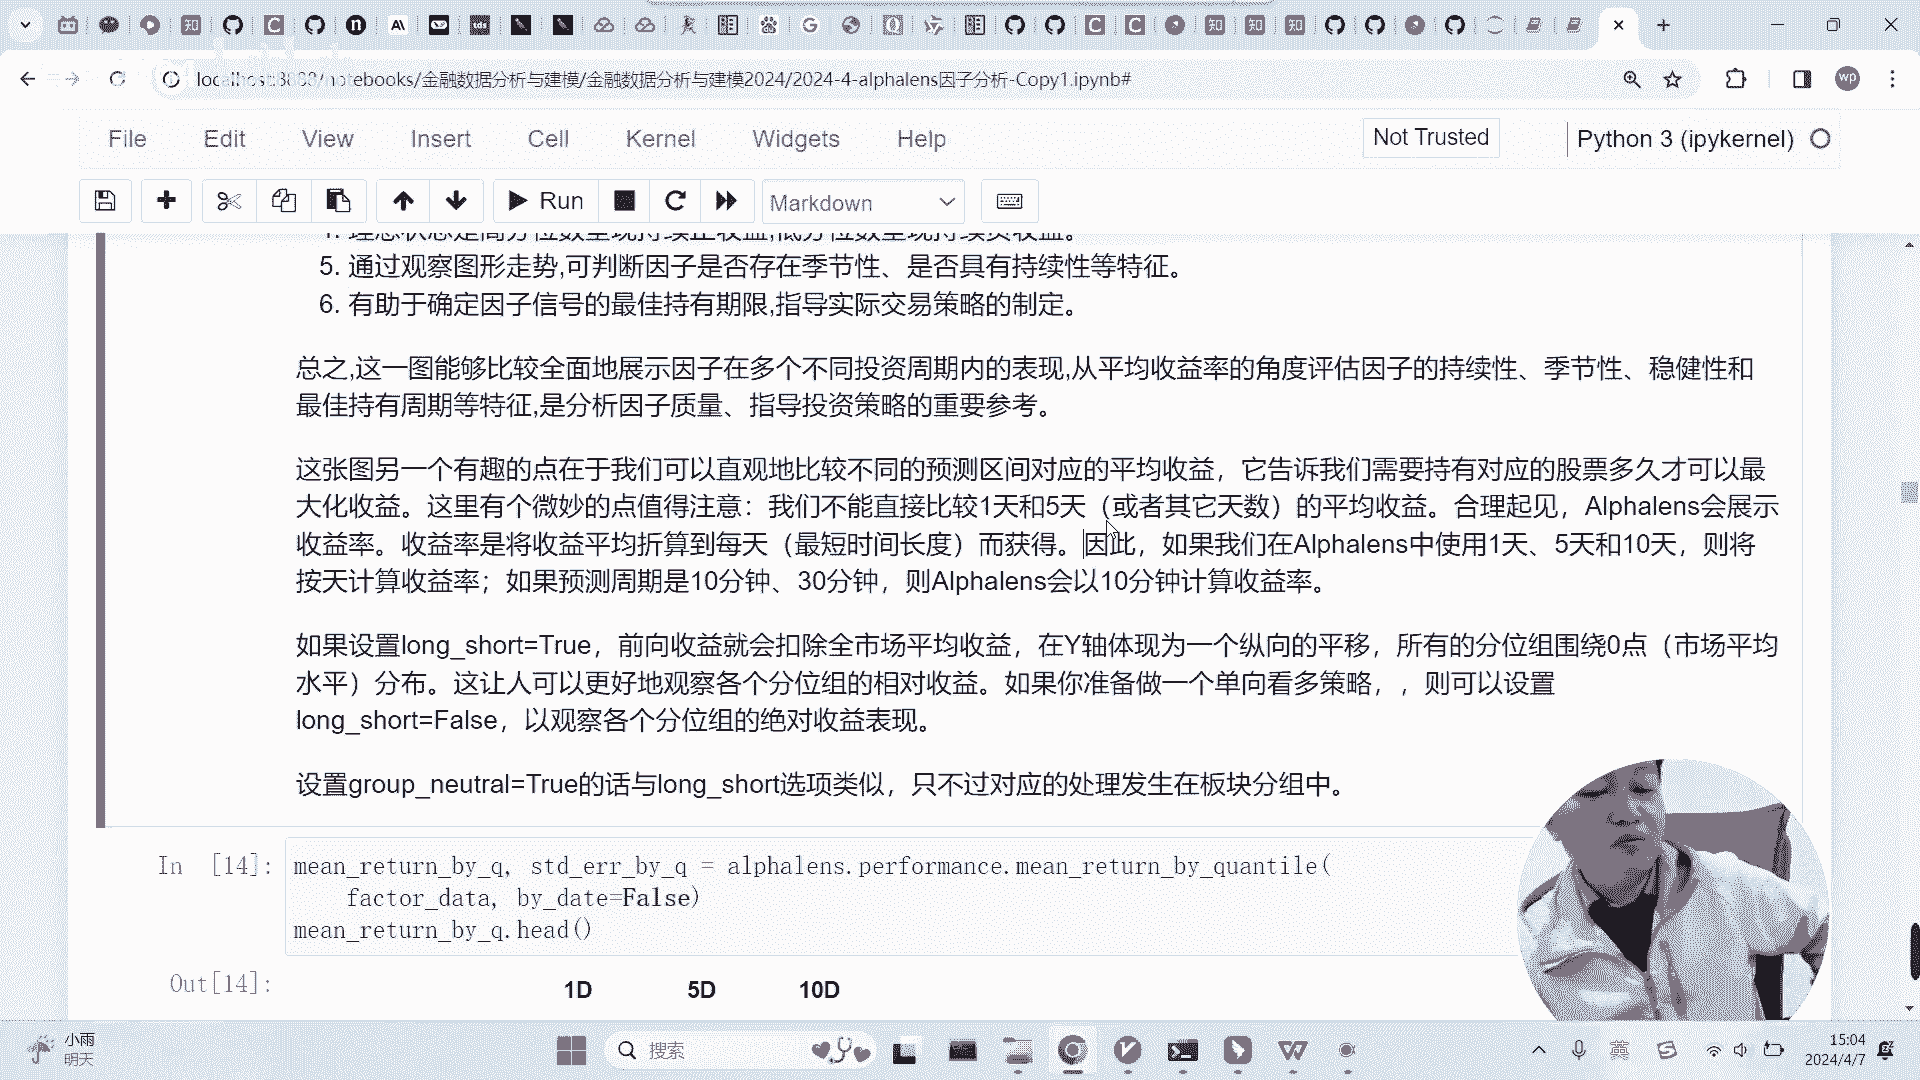 localhost:8888/notebooks/金融数据分析与建模/金融数据分析与建模2024/2024-4-alphalens因子分析-Copy1.ipynb#
wp
File Edit View Insert Cell Kernel Widgets Help
Not Trusted
Python 3 (ipykernel)
Run
Markdown
5. 通过观察图形走势,可判断因子是否存在季节性、是否具有持续性等特征。
6. 有助于确定因子信号的最佳持有期限,指导实际交易策略的制定。
总之,这一图能够比较全面地展示因子在多个不同投资周期内的表现,从平均收益率的角度评估因子的持续性、季节性、稳健性和
最佳持有周期等特征,是分析因子质量、指导投资策略的重要参考。
这张图另一个有趣的点在于我们可以直观地比较不同的预测区间对应的平均收益，它告诉我们需要持有对应的股票多久才可以最
大化收益。这里有个微妙的点值得注意：我们不能直接比较1天和5天（或者其它天数）的平均收益。合理起见，Alphalens会展示
收益率。收益率是将收益平均折算到每天（最短时间长度）而获得。因此，如果我们在Alphalens中使用1天、5天和10天，则将
按天计算收益率；如果预测周期是10分钟、30分钟，则Alphalens会以10分钟计算收益率。
如果设置long_short=True，前向收益就会扣除全市场平均收益，在Y轴体现为一个纵向的平移，所有的分位组围绕0点（市场平均
水平）分布。这让人可以更好地观察各个分位组的相对收益。如果你准备做一个单向看多策略，，则可以设置
long_short=False，以观察各个分位组的绝对收益表现。
设置group_neutral=True的话与long_short选项类似，只不过对应的处理发生在板块分组中。
In [14]: mean_return_by_q, std_err_by_q = alphalens.performance.mean_return_by_quantile(
factor_data, by_date=False)
mean_return_by_q.head()
Out[14]:
1D 5D 10D
小雨
明天
搜索
英
15:04
2024/4/7